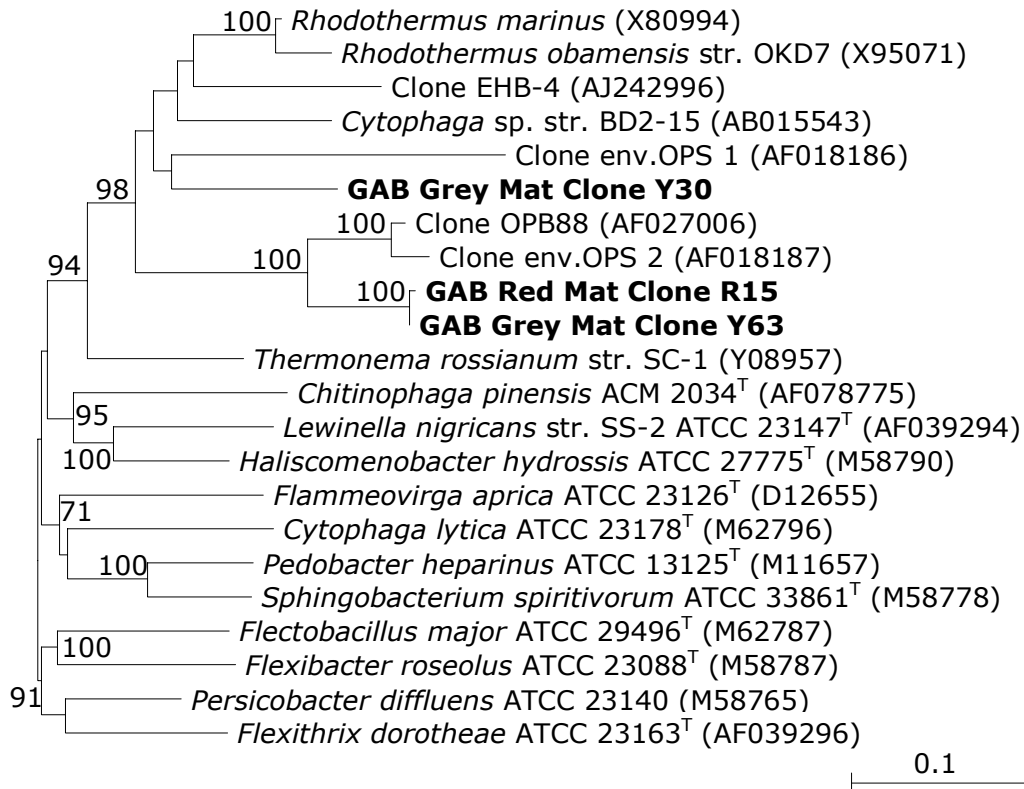 100 Rhodothermus marinus (X80994)
Rhodothermus obamensis str. OKD7 (X95071)
Clone EHB-4 (AJ242996)
Cytophaga sp. str. BD2-15 (AB015543)
Clone env.OPS 1 (AF018186)
98 GAB Grey Mat Clone Y30
100 Clone OPB88 (AF027006)
94 100 Clone env.OPS 2 (AF018187)
100 GAB Red Mat Clone R15
GAB Grey Mat Clone Y63
Thermonema rossianum str. SC-1 (Y08957)
Chitinophaga pinensis ACM 2034T (AF078775)
95 Lewinella nigricans str. SS-2 ATCC 23147T (AF039294)
100 Haliscomenobacter hydrossis ATCC 27775T (M58790)
Flammeovirga aprica ATCC 23126T (D12655)
71 Cytophaga lytica ATCC 23178T (M62796)
100 Pedobacter heparinus ATCC 13125T (M11657)
Sphingobacterium spiritivorum ATCC 33861T (M58778)
Flectobacillus major ATCC 29496T (M62787)
100 Flexibacter roseolus ATCC 23088T (M58787)
91 Persicobacter diffluens ATCC 23140 (M58765)
Flexithrix dorotheae ATCC 23163T (AF039296)
0.1